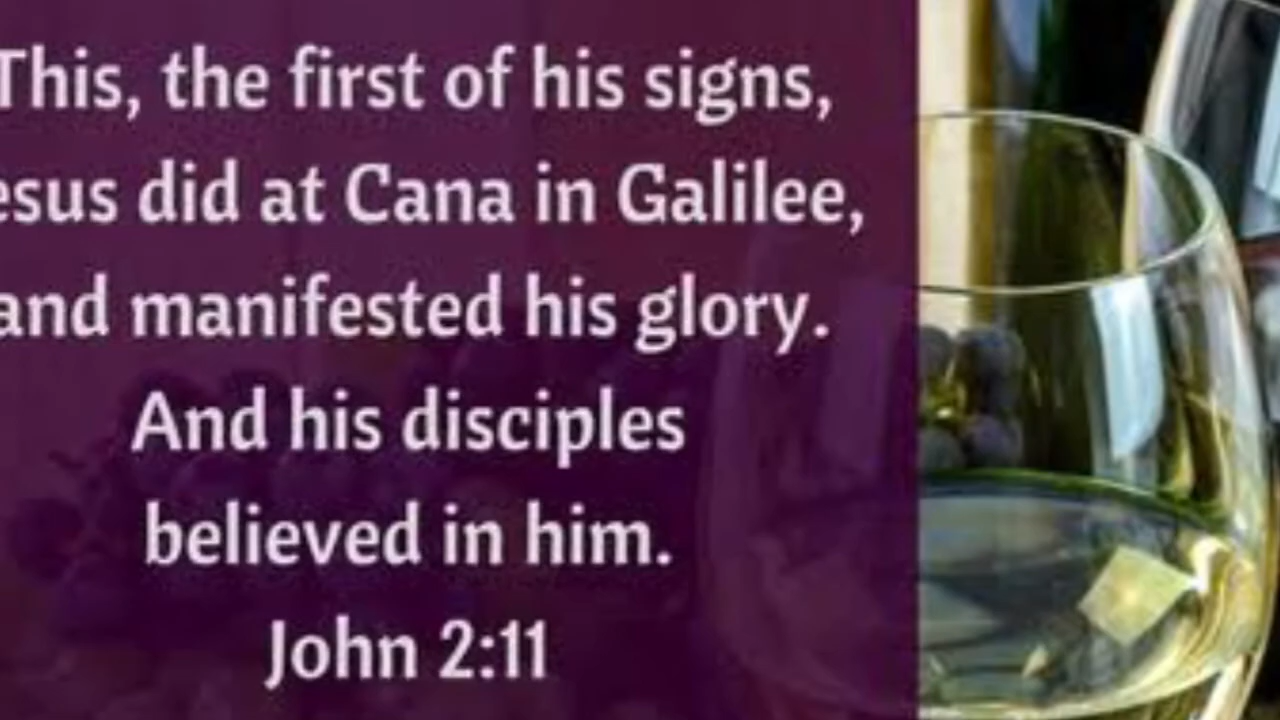 This, the first of his signs,
esus did at Cana in Galilee,
and manifested his glory.
And his disciples
believed in him.
John 2:11